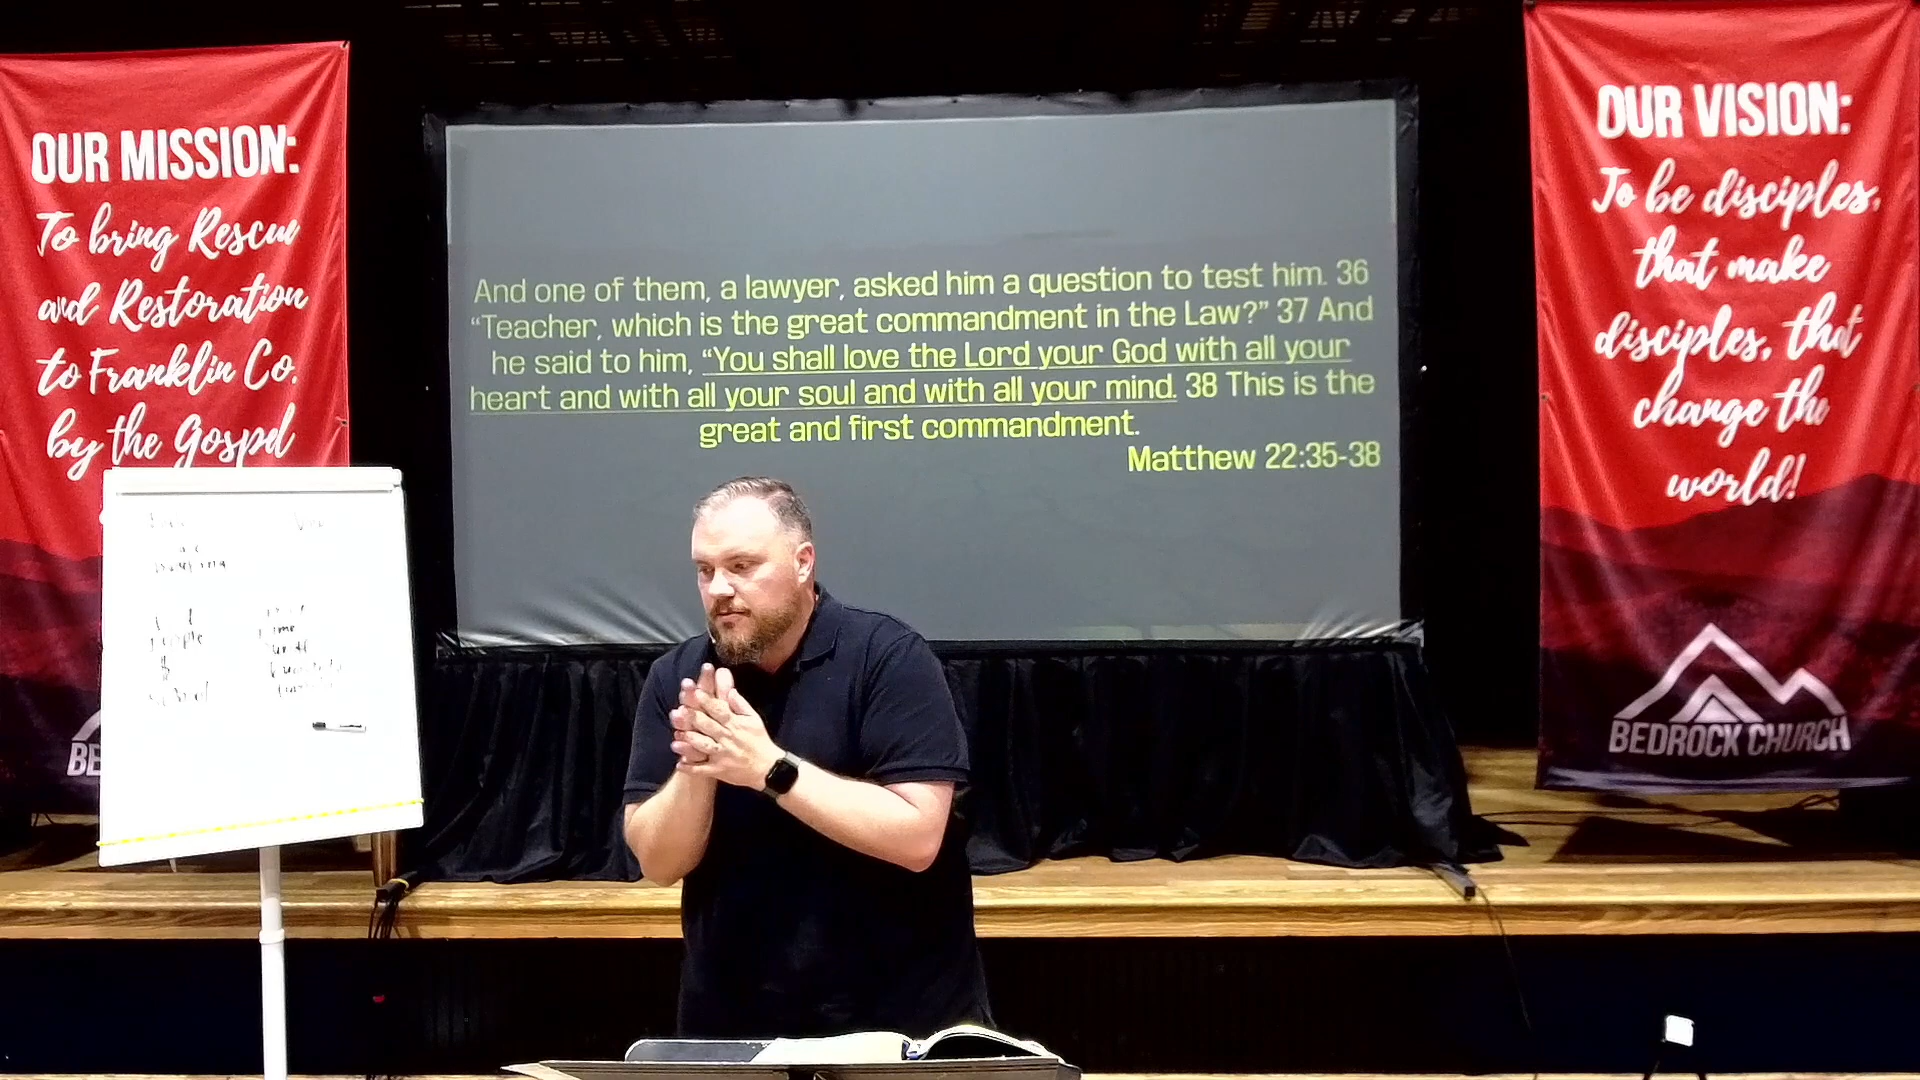 OUR MISSION:
To bring Rescue
and Restoration
to Franklin Co.
by the Gospel
BE
And one of them, a lawyer, asked him a question to test him. 36
“Teacher, which is the great commandment in the Law?” 37 And
he said to him, “You shall love the Lord your God with all your
heart and with all your soul and with all your mind. 38 This is the
great and first commandment.
Matthew 22:35-38
people
$
OUR VISION:
To be disciples,
that make
disciples, that
change the
world!
BEDROCK CHURCH